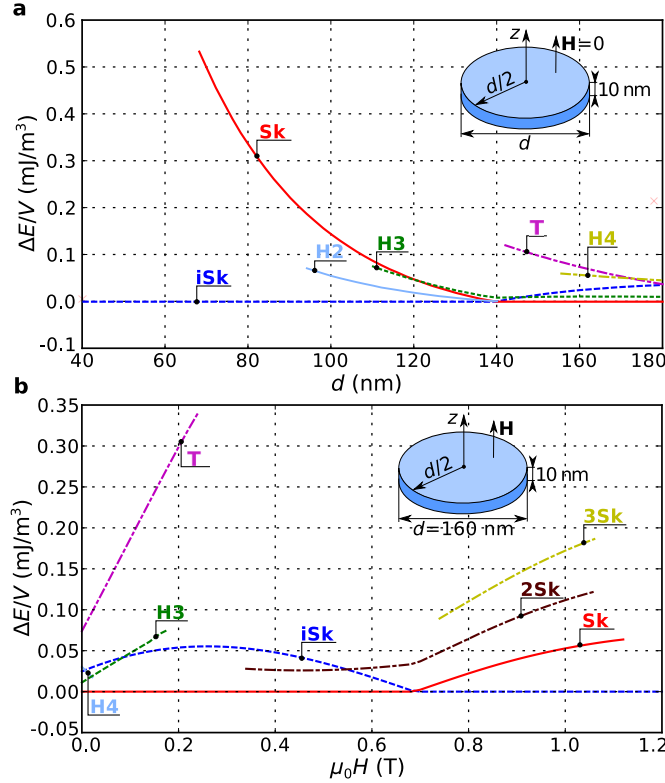 a
0.6
0.5
0.4
0.3
0.2
0.1
0.0
-0.1
ΔE/V (mJ/m³)
Sk
iSk
H2
H3
T
H4
z
H=0
d/2
10 nm
d
40 60 80 100 120 140 160 180
d (nm)
b
0.35
0.30
0.25
0.20
0.15
0.10
0.05
0.00
-0.05
ΔE/V (mJ/m³)
T
H3
H4
iSk
2Sk
3Sk
Sk
z
H
d/2
10 nm
d=160 nm
0.0 0.2 0.4 0.6 0.8 1.0 1.2
μ₀H (T)